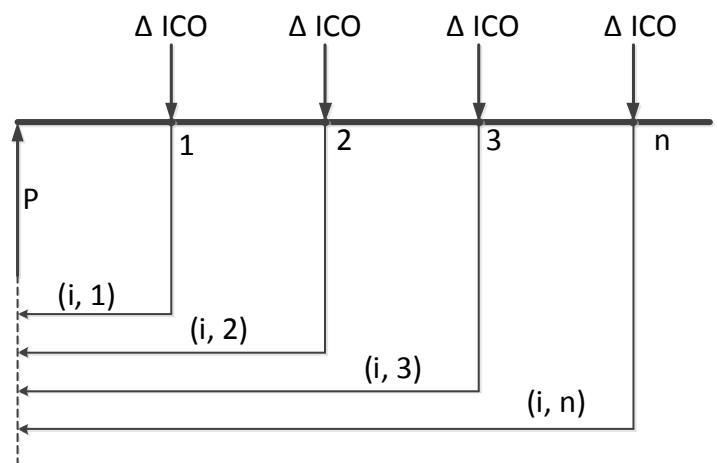 Δ ICO Δ ICO Δ ICO Δ ICO
1 2 3 n
P
(i, 1)
(i, 2)
(i, 3)
(i, n)